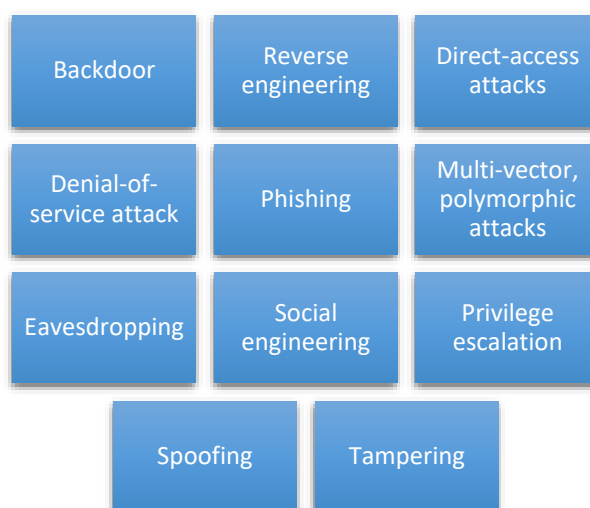 Backdoor
Reverse
engineering
Direct-access
attacks
Denial-of-
service attack
Phishing
Multi-vector,
polymorphic
attacks
Eavesdropping
Social
engineering
Privilege
escalation
Spoofing
Tampering